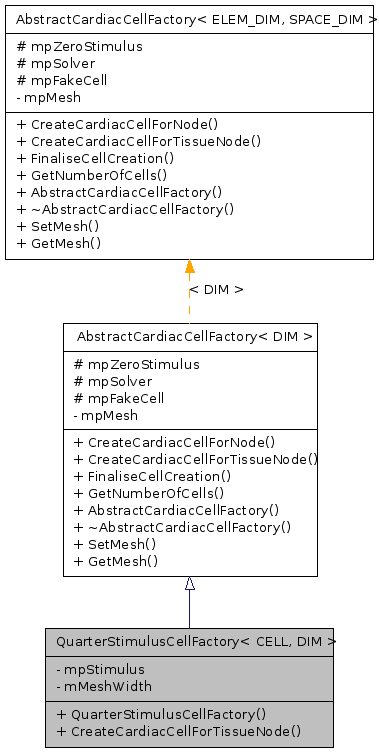 AbstractCardiacCellFactory< ELEM_DIM, SPACE_DIM >
# mpZeroStimulus
# mpSolver
# mpFakeCell
- mpMesh
+ CreateCardiacCellForNode()
+ CreateCardiacCellForTissueNode()
+ FinaliseCellCreation()
+ GetNumberOfCells()
+ AbstractCardiacCellFactory()
+ ~AbstractCardiacCellFactory()
+ SetMesh()
+ GetMesh()
< DIM >
AbstractCardiacCellFactory< DIM >
# mpZeroStimulus
# mpSolver
# mpFakeCell
- mpMesh
+ CreateCardiacCellForNode()
+ CreateCardiacCellForTissueNode()
+ FinaliseCellCreation()
+ GetNumberOfCells()
+ AbstractCardiacCellFactory()
+ ~AbstractCardiacCellFactory()
+ SetMesh()
+ GetMesh()
QuarterStimulusCellFactory< CELL, DIM >
- mpStimulus
- mMeshWidth
+ QuarterStimulusCellFactory()
+ CreateCardiacCellForTissueNode()